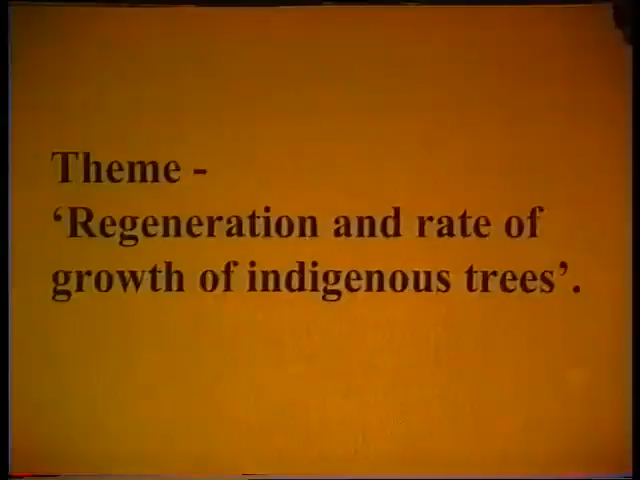 Theme -
‘Regeneration and rate of
growth of indigenous trees’.